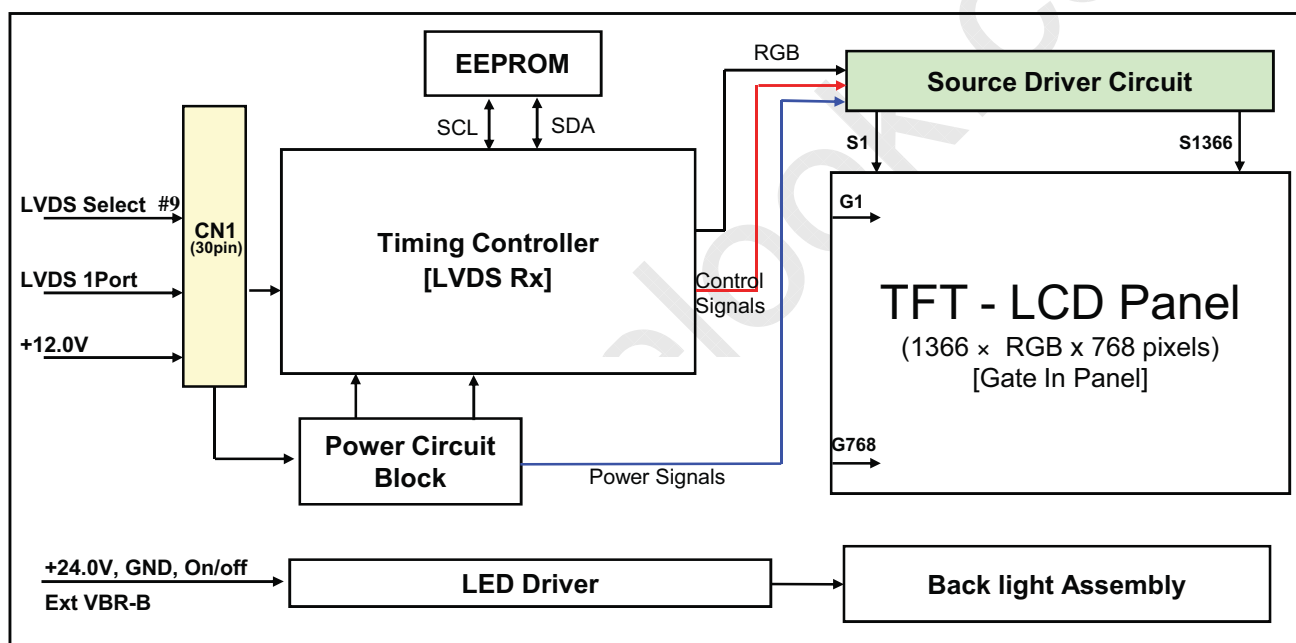 EEPROM
SCL
SDA
RGB
Source Driver Circuit
S1
S1366
LVDS Select #9
CN1
(30pin)
LVDS 1Port
+12.0V
Timing Controller
[LVDS Rx]
Control
Signals
G1
TFT - LCD Panel
(1366 × RGB x 768 pixels)
[Gate In Panel]
G768
Power Circuit
Block
Power Signals
+24.0V, GND, On/off
Ext VBR-B
LED Driver
Back light Assembly